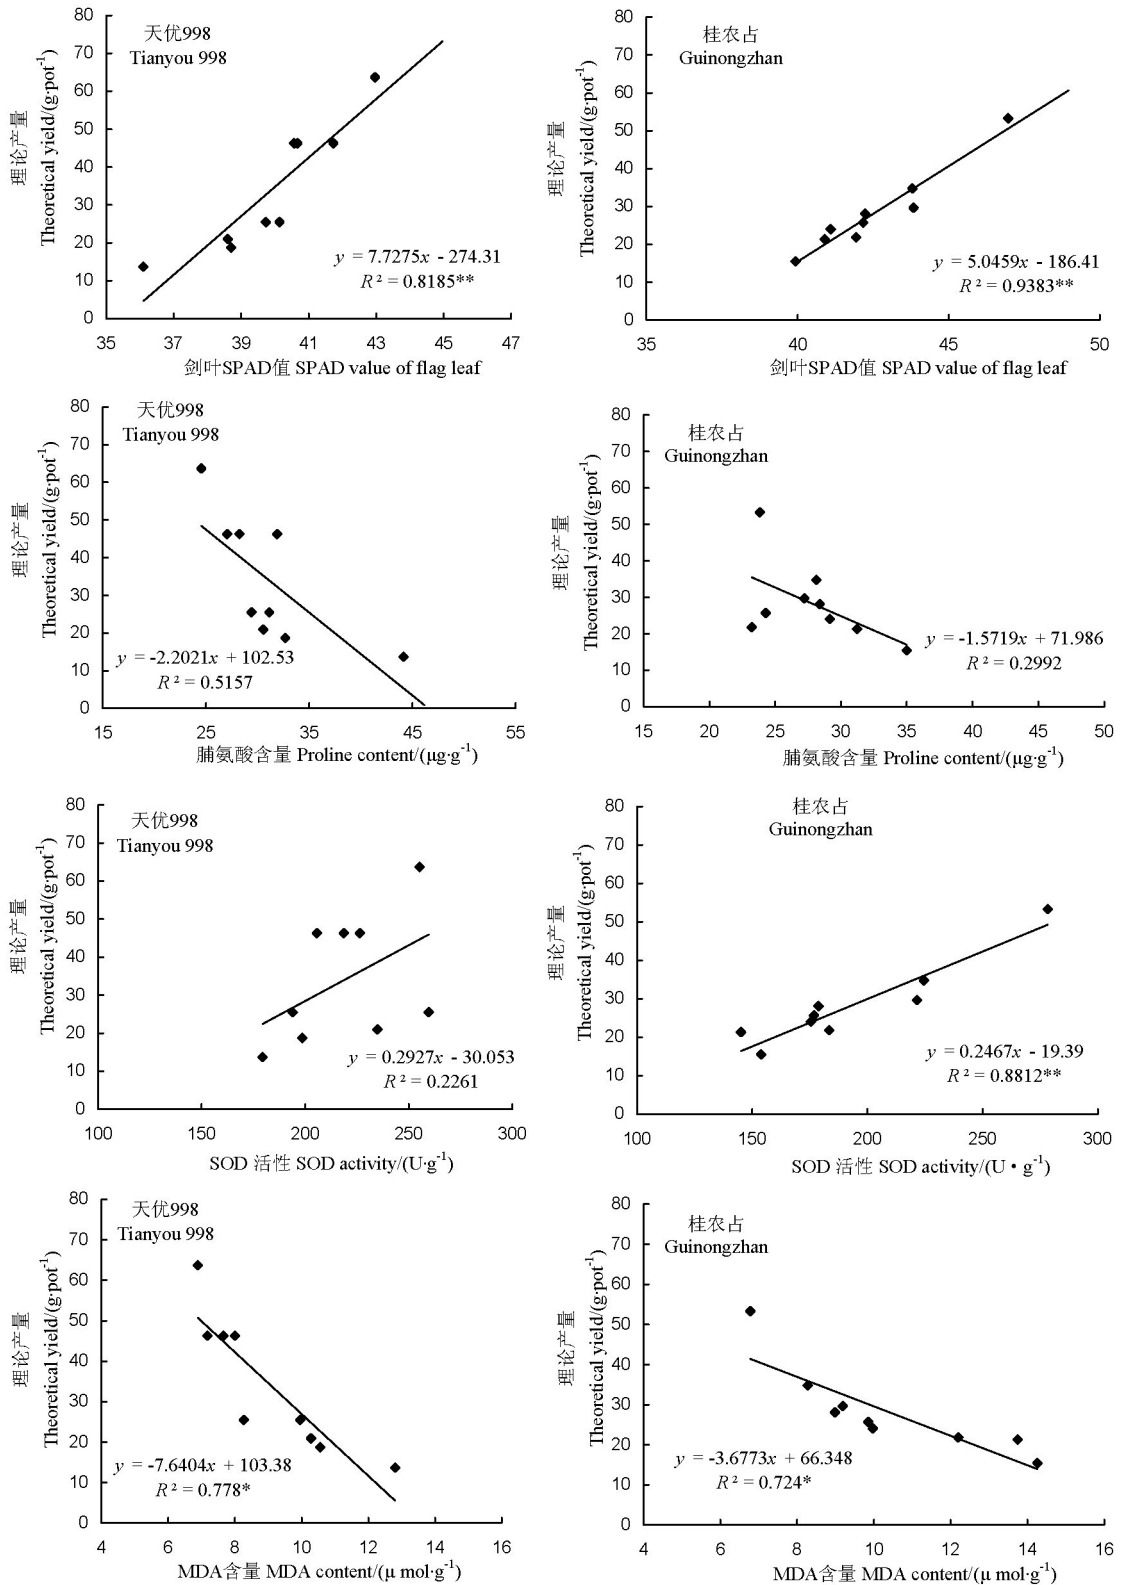 天优998
Tianyou 998
理论产量
Theoretical yield/(g·pot⁻¹)
80
70
60
50
40
30
20
10
0
y = 7.7275x - 274.31
R² = 0.8185**
35 37 39 41 43 45 47
剑叶SPAD值 SPAD value of flag leaf
桂农占
Guinongzhan
理论产量
Theoretical yield/(g·pot⁻¹)
80
70
60
50
40
30
20
10
0
y = 5.0459x - 186.41
R² = 0.9383**
35 40 45 50
剑叶SPAD值 SPAD value of flag leaf
天优998
Tianyou 998
理论产量
Theoretical yield/(g·pot⁻¹)
80
70
60
50
40
30
20
10
0
y = -2.2021x + 102.53
R² = 0.5157
15 25 35 45 55
脯氨酸含量 Proline content/(μg·g⁻¹)
桂农占
Guinongzhan
理论产量
Theoretical yield/(g·pot⁻¹)
80
70
60
50
40
30
20
10
0
y = -1.5719x + 71.986
R² = 0.2992
15 20 25 30 35 40 45 50
脯氨酸含量 Proline content/(μg·g⁻¹)
天优998
Tianyou 998
理论产量
Theoretical yield/(g·pot⁻¹)
80
70
60
50
40
30
20
10
0
y = 0.2927x - 30.053
R² = 0.2261
100 150 200 250 300
SOD 活性 SOD activity/(U·g⁻¹)
桂农占
Guinongzhan
理论产量
Theoretical yield/(g·pot⁻¹)
80
70
60
50
40
30
20
10
0
y = 0.2467x - 19.39
R² = 0.8812**
100 150 200 250 300
SOD 活性 SOD activity/(U • g⁻¹)
天优998
Tianyou 998
理论产量
Theoretical yield/(g·pot⁻¹)
80
70
60
50
40
30
20
10
0
y = -7.6404x + 103.38
R² = 0.778*
4 6 8 10 12 14 16
MDA含量 MDA content/(μ mol·g⁻¹)
桂农占
Guinongzhan
理论产量
Theoretical yield/(g·pot⁻¹)
80
70
60
50
40
30
20
10
0
y = -3.6773x + 66.348
R² = 0.724*
4 6 8 10 12 14 16
MDA含量 MDA content/(μ mol·g⁻¹)